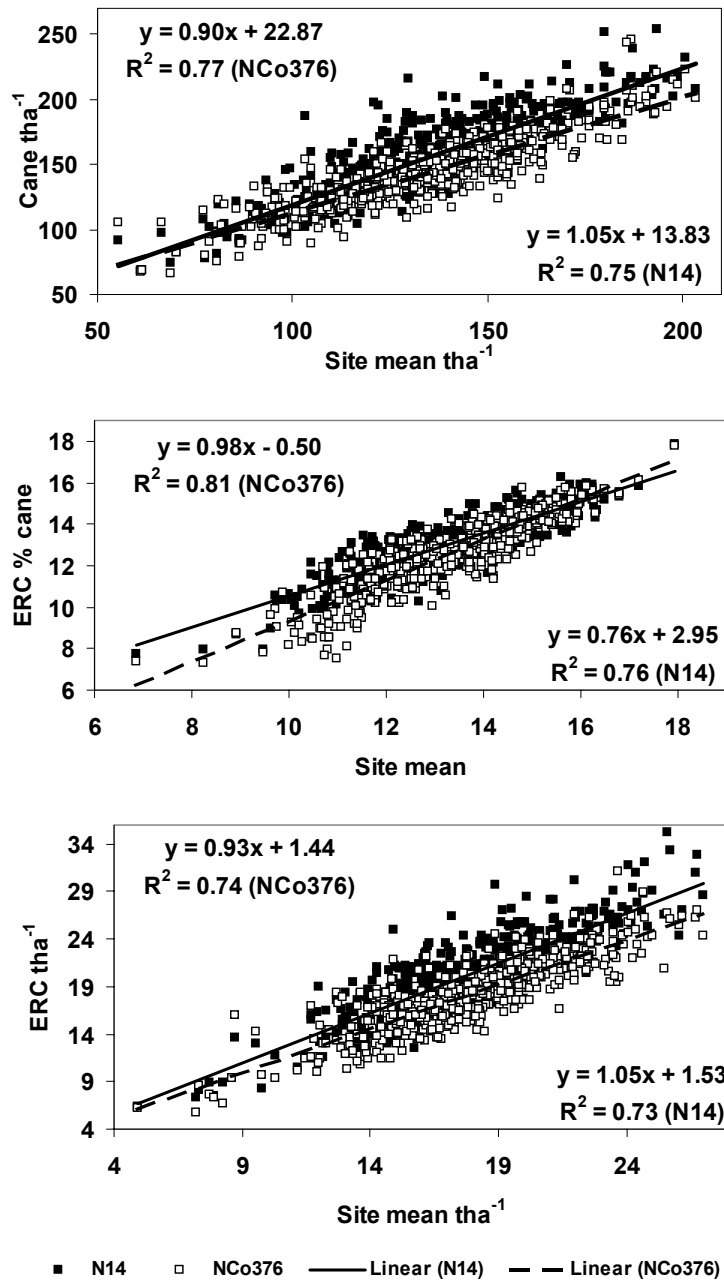 y = 0.90x + 22.87
R² = 0.77 (NCo376)
250
200
150
100
50
Cane tha⁻¹
y = 1.05x + 13.83
R² = 0.75 (N14)
50 100 150 200
Site mean tha⁻¹
y = 0.98x - 0.50
R² = 0.81 (NCo376)
18
16
14
12
10
8
6
ERC % cane
y = 0.76x + 2.95
R² = 0.76 (N14)
6 8 10 12 14 16 18
Site mean
y = 0.93x + 1.44
R² = 0.74 (NCo376)
34
29
24
19
14
9
4
ERC tha⁻¹
y = 1.05x + 1.53
R² = 0.73 (N14)
4 9 14 19 24
Site mean tha⁻¹
N14 NCo376 Linear (N14) Linear (NCo376)